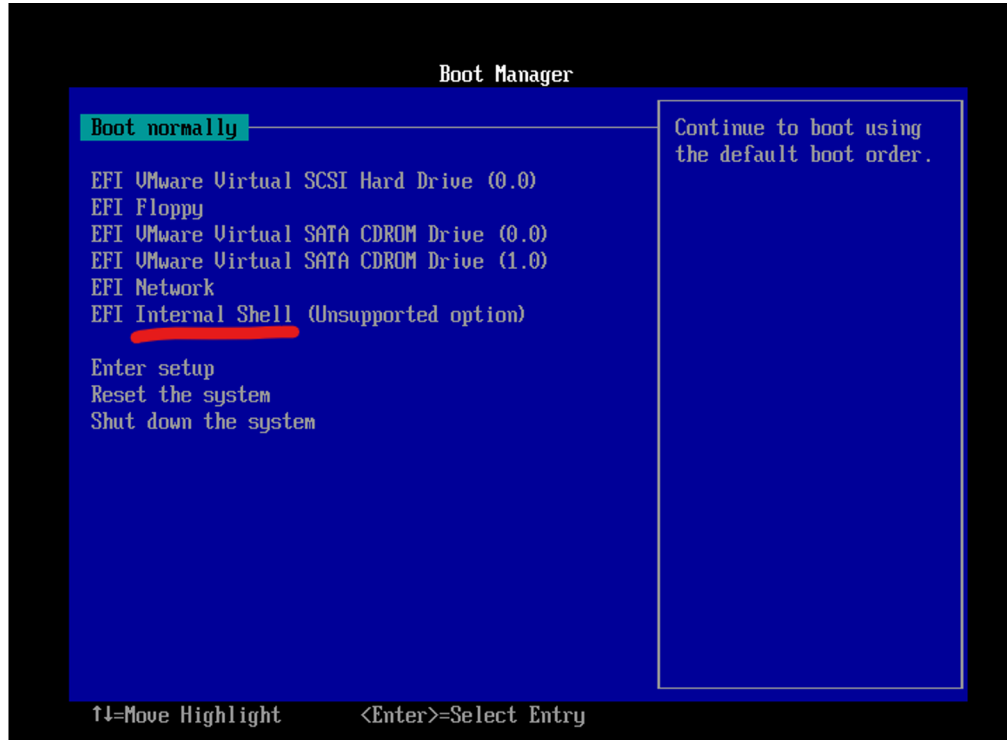 Boot Manager
Boot normally
Continue to boot using
the default boot order.
EFI VMware Virtual SCSI Hard Drive (0.0)
EFI Floppy
EFI VMware Virtual SATA CDROM Drive (0.0)
EFI VMware Virtual SATA CDROM Drive (1.0)
EFI Network
EFI Internal Shell (Unsupported option)
Enter setup
Reset the system
Shut down the system
↑↓=Move Highlight <Enter>=Select Entry